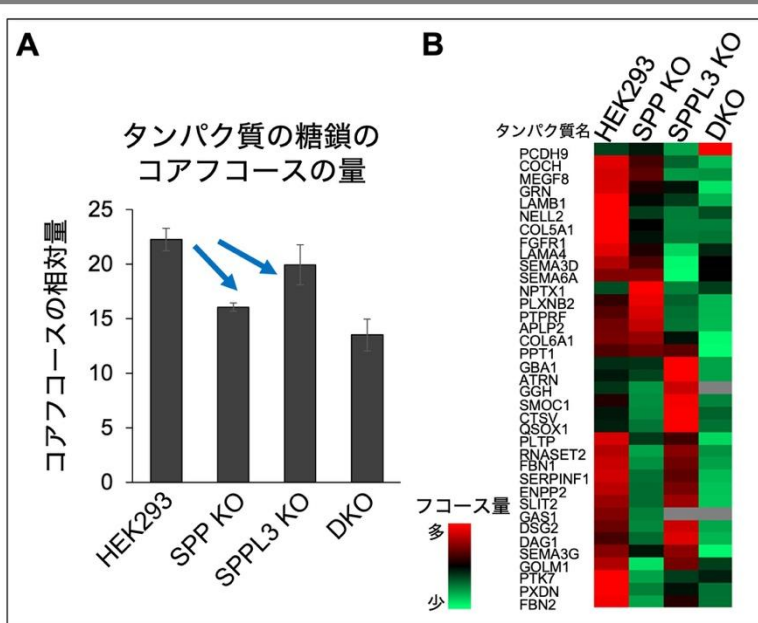 A
タンパク質の糖鎖の
コアフコースの量
コアフコースの相対量
25
20
15
10
5
0
HEK293
SPP KO
SPPL3 KO
DKO
B
タンパク質名
HEK293
SPP KO
SPPL3 KO
DKO
PCDH9
COCH
MEGF8
GRN
LAMB1
NELL2
COL5A1
FGFR1
LAMA4
SEMA3D
SEMA6A
NPTX1
PLXNB2
PTPRF
APLP2
COL6A1
PPT1
GBA1
ATRN
GGH
SMOC1
CTSV
QSOX1
PLTP
RNASET2
FBN1
SERPINF1
ENPP2
SLIT2
GAS1
DSG2
DAG1
SEMA3G
GOLM1
PTK7
PXDN
FBN2
フコース量
多
少